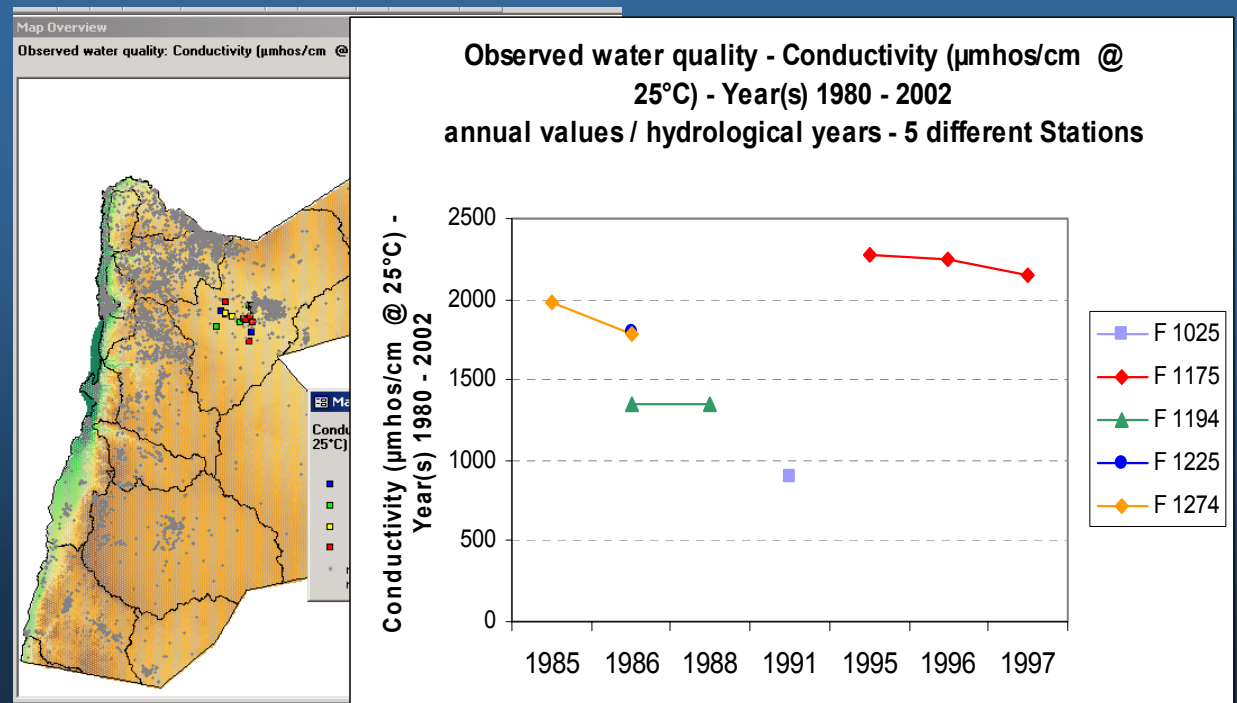 Map Overview
Observed water quality: Conductivity (µmhos/cm @
Conductivity (µmhos/cm @ 25°C) -
Year(s) 1980 - 2002
Observed water quality - Conductivity (µmhos/cm @
25°C) - Year(s) 1980 - 2002
annual values / hydrological years - 5 different Stations
2500
2000
1500
1000
500
0
1985 1986 1988 1991 1995 1996 1997
F 1025
F 1175
F 1194
F 1225
F 1274
Ma
Condu
25°C)